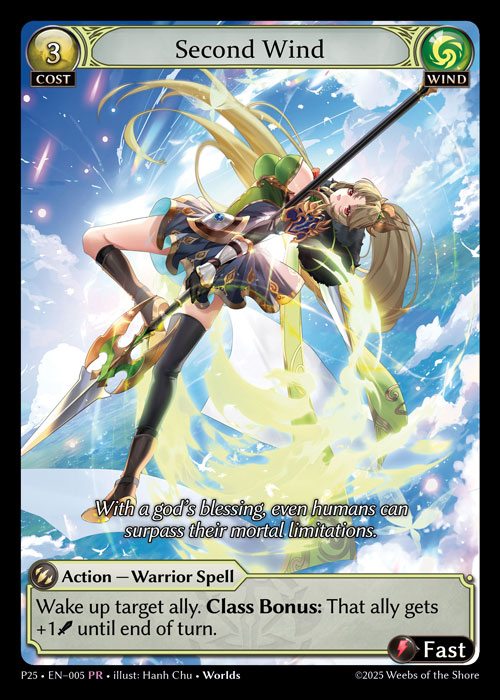 3
COST
Second Wind
WIND
With a god's blessing, even humans can
surpass their mortal limitations.
Action — Warrior Spell
Wake up target ally. Class Bonus: That ally gets
+1 until end of turn.
Fast
P25 • EN-005 PR • illust: Hanh Chu • Worlds
©2025 Weebs of the Shore